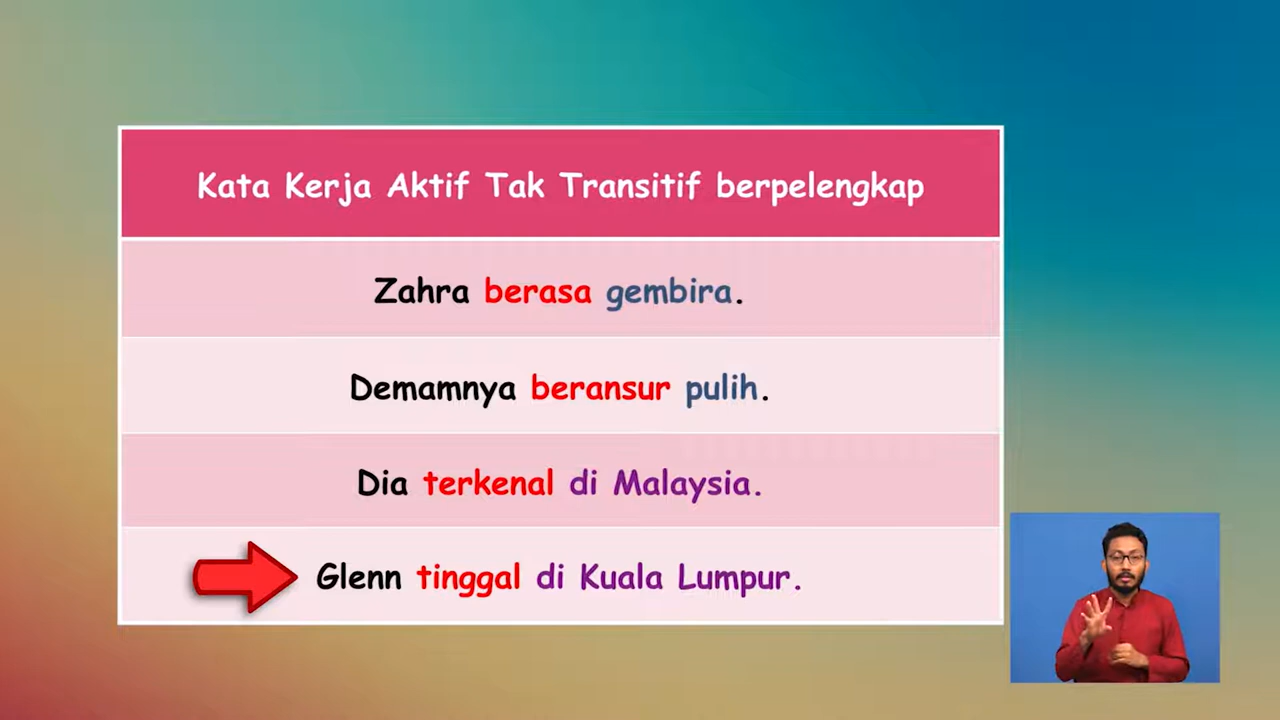 Kata Kerja Aktif Tak Transitif berpelengkap
Zahra berasa gembira.
Demamnya beransur pulih.
Dia terkenal di Malaysia.
Glenn tinggal di Kuala Lumpur.